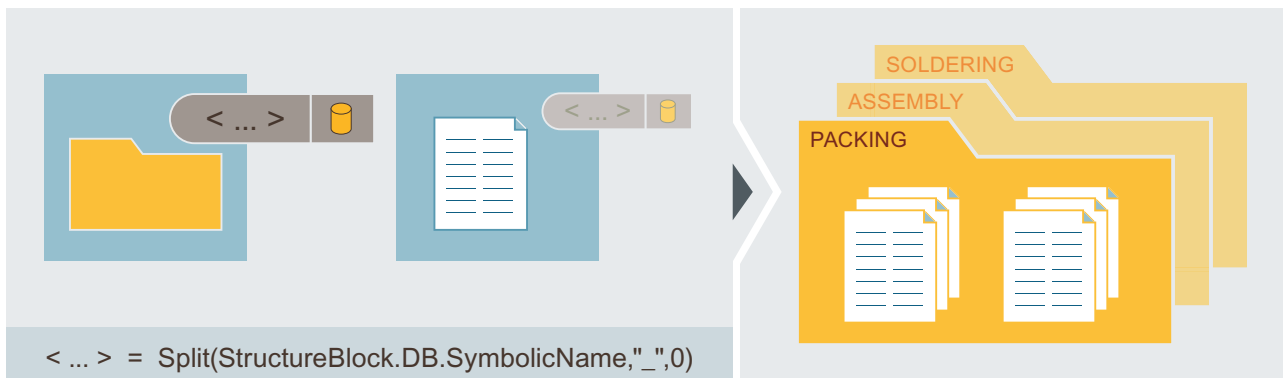 < ... >
< ... >
< ... > = Split(StructureBlock.DB.SymbolicName,"_",0)
SOLDERING
ASSEMBLY
PACKING